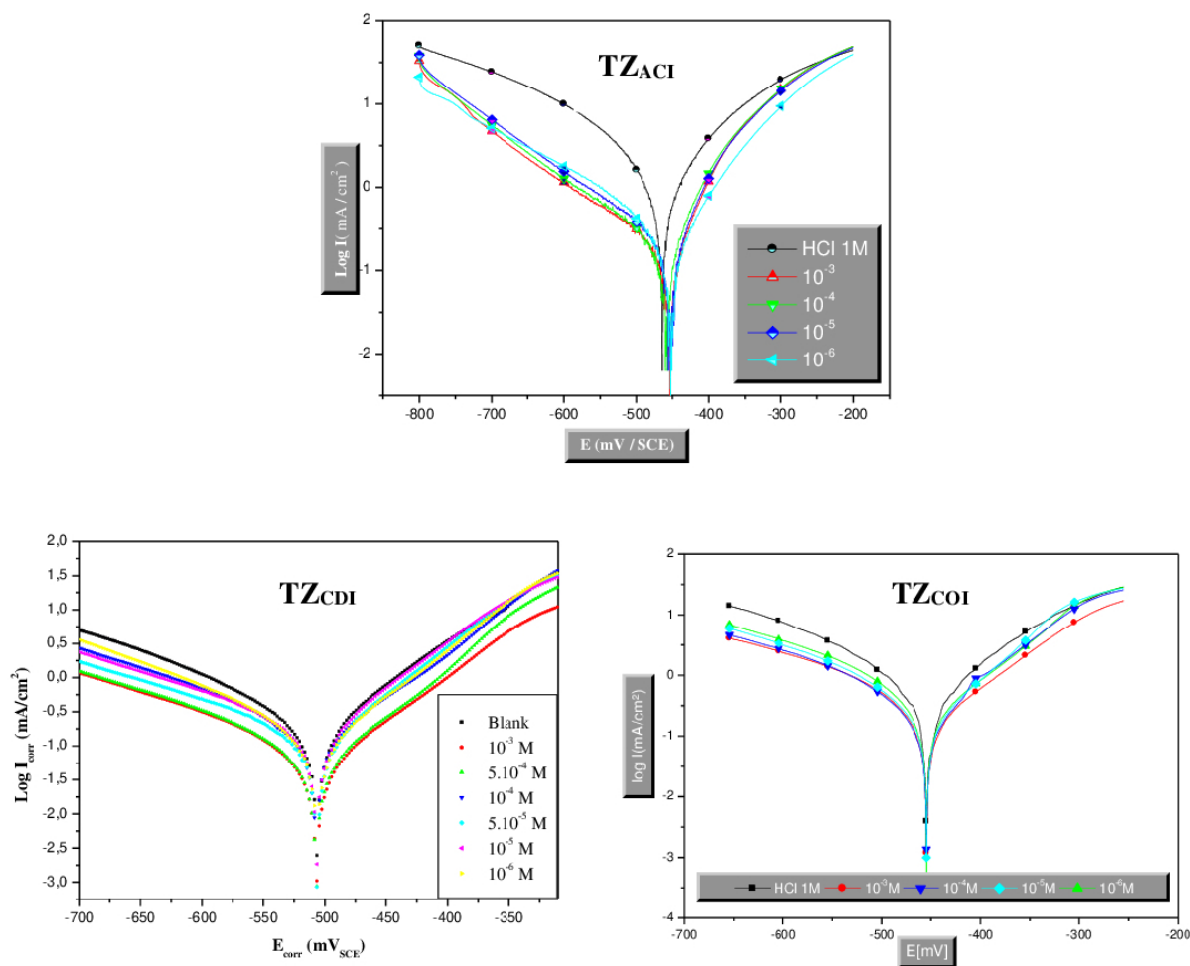 TZACI
2
1
0
-1
-2
Log I( mA / cm²)
HCl 1M
10⁻³
10⁻⁴
10⁻⁵
10⁻⁶
-800 -700 -600 -500 -400 -300 -200
E (mV / SCE)
TZCDI
2,0
1,5
1,0
0,5
0,0
-0,5
-1,0
-1,5
-2,0
-2,5
-3,0
Log Icorr (mA/cm²)
Blank
10⁻³ M
5.10⁻⁴ M
10⁻⁴ M
5.10⁻⁵ M
10⁻⁵ M
10⁻⁶ M
-700 -650 -600 -550 -500 -450 -400 -350
Ecorr (mVSCE)
TZCOI
2
1
0
-1
-2
-3
-4
log I(mA/cm²)
HCl 1M 10⁻³M 10⁻⁴M 10⁻⁵M 10⁻⁶M
-700 -600 -500 -400 -300 -200
E[mV]